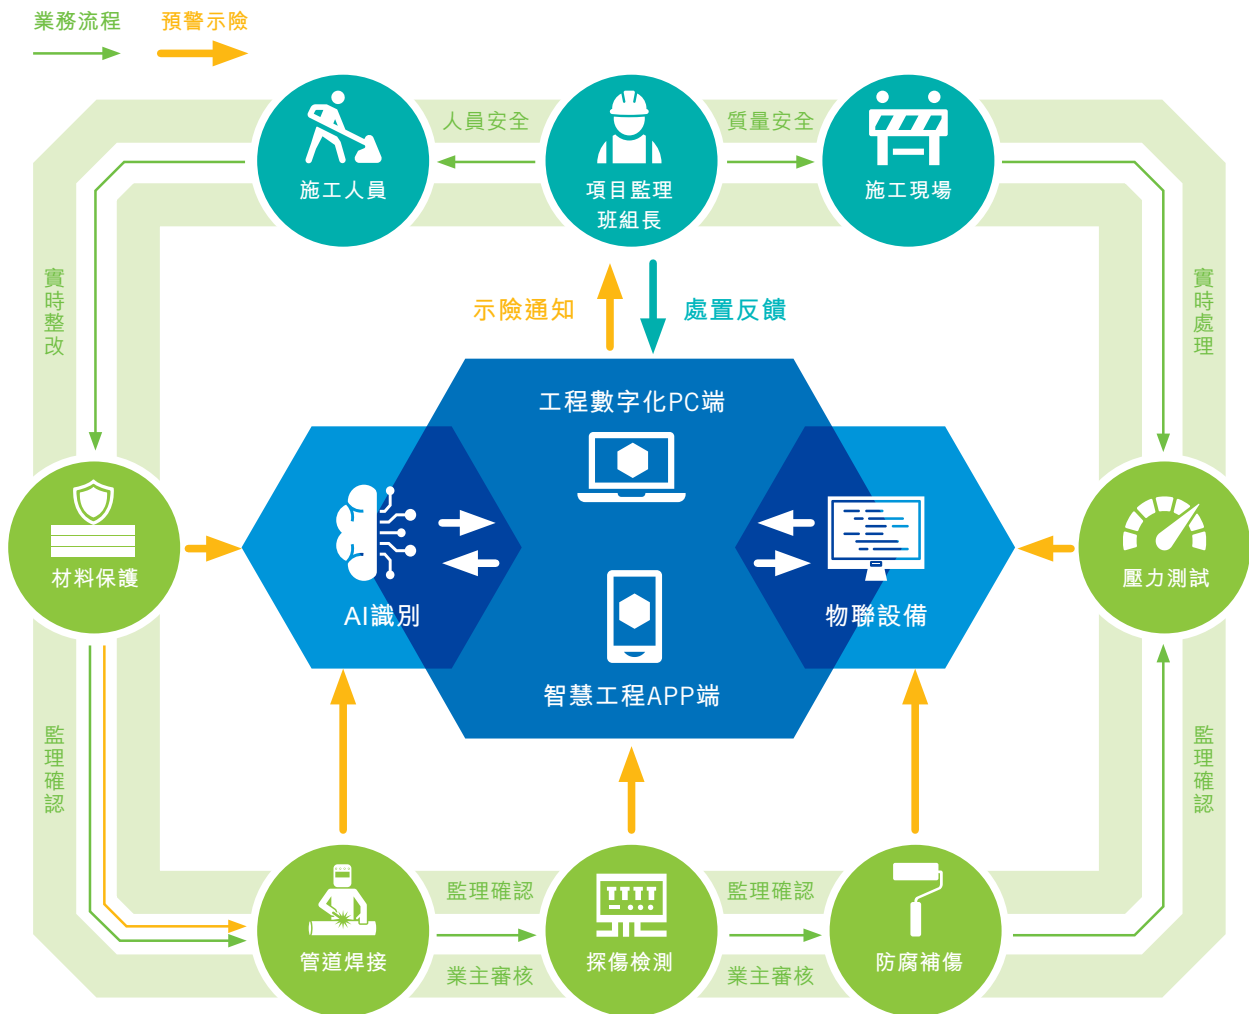 業務流程
預警示險
人員安全
質量安全
施工人員
項目監理
班組長
施工現場
實時整改
示險通知
處置反饋
實時處理
工程數字化PC端
材料保護
AI識別
物聯設備
壓力測試
智慧工程APP端
監理確認
監理確認
監理確認
監理確認
管道焊接
探傷檢測
防腐補傷
業主審核
業主審核